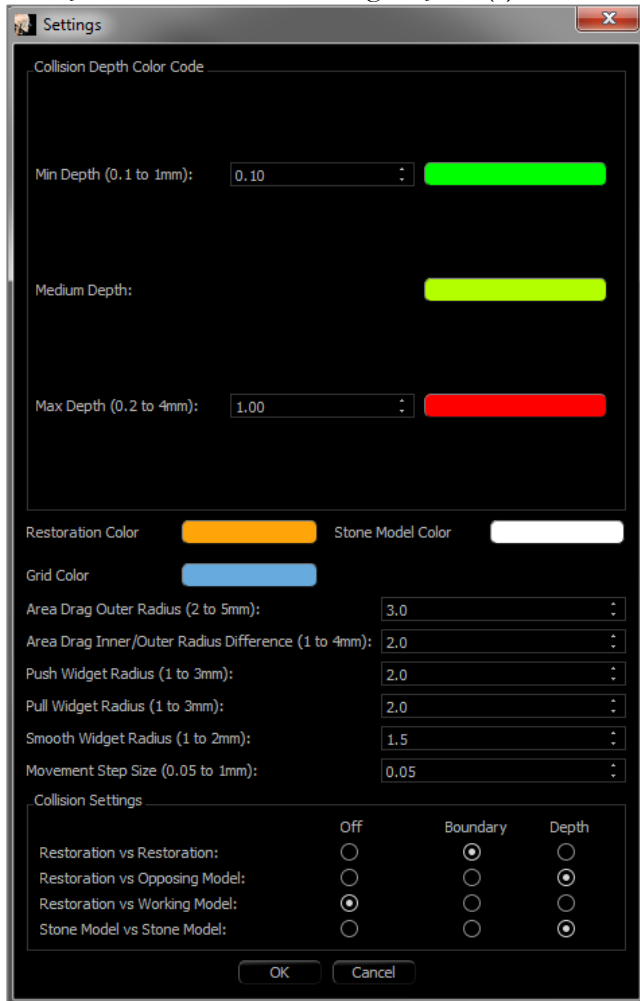 Settings
Collision Depth Color Code
Min Depth (0.1 to 1mm): 0.10
Medium Depth:
Max Depth (0.2 to 4mm): 1.00
Restoration Color Stone Model Color
Grid Color
Area Drag Outer Radius (2 to 5mm): 3.0
Area Drag Inner/Outer Radius Difference (1 to 4mm): 2.0
Push Widget Radius (1 to 3mm): 2.0
Pull Widget Radius (1 to 3mm): 2.0
Smooth Widget Radius (1 to 2mm): 1.5
Movement Step Size (0.05 to 1mm): 0.05
Collision Settings
Off Boundary Depth
Restoration vs Restoration:
Restoration vs Opposing Model:
Restoration vs Working Model:
Stone Model vs Stone Model:
OK Cancel